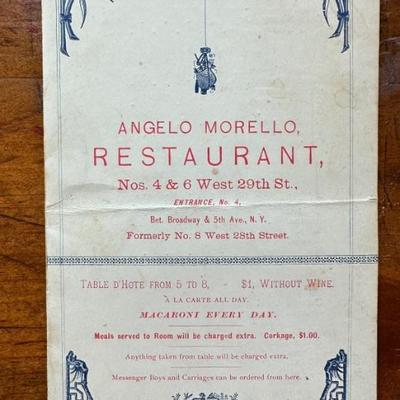 ANGELO MORELLO,
RESTAURANT,
Nos. 4 & 6 West 29th St.,
ENTRANCE, No. 4,
Bet. Broadway & 5th Ave., N. Y.
Formerly No. 8 West 28th Street.
TABLE D'HOTE FROM 5 TO 8, - $1, WITHOUT WINE.
A LA CARTE ALL DAY.
MACARONI EVERY DAY.
Meals served to Room will be charged extra. Corkage, $1.00.
Anything taken from table will be charged extra.
Messenger Boys and Carriages can be ordered from here.